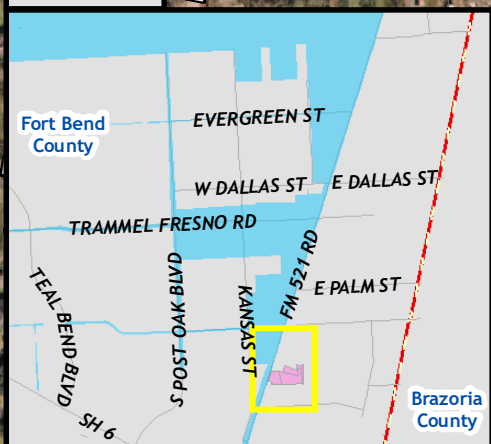 EVERGREEN ST
Fort Bend
County
W DALLAS ST
E DALLAS ST
TRAMMEL FRESNO RD
FM 521 RD
S POST OAK BLVD
TEAL BEND BLVD
KANSAS ST
E PALM ST
SH 6
Brazoria
County